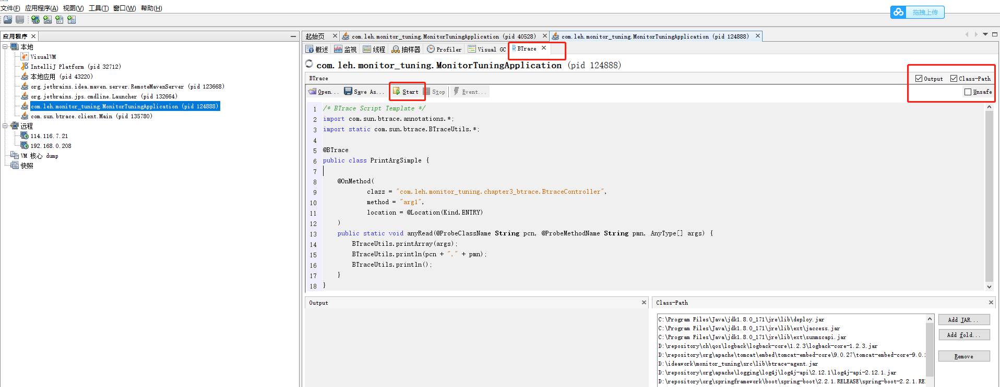 文件(F) 应用程序(A) 视图(V) 工具(T) 窗口(W) 帮助(H)
拖拽上传
应用程序
本地
VisualVM
IntelliJ Platform (pid 32712)
本地应用 (pid 43220)
org.jetbrains.idea.maven.server.RemoteMavenServer (pid 123668)
org.jetbrains.jps.cmdline.Launcher (pid 132664)
com.leh.monitor_tuning.MonitorTuningApplication (pid 124888)
com.sun.btrace.client.Main (pid 135780)
远程
114.116.7.21
192.168.0.208
VM 核心 dump
快照
起始页 com.leh.monitor_tuning.MonitorTuningApplication (pid 40528) com.leh.monitor_tuning.MonitorTuningApplication (pid 124888)
概述 监视 线程 抽样器 Profiler Visual GC BTrace
com.leh.monitor_tuning.MonitorTuningApplication (pid 124888)
BTrace Output Class-Path
Open... Save As... Start Stop Event... Unsafe
1 /* BTrace Script Template */
2 import com.sun.btrace.annotations.*;
3 import static com.sun.btrace.BTraceUtils.*;
4
5 @BTrace
6 public class PrintArgSimple {
7
8 @OnMethod(
9 clazz = "com.leh.monitor_tuning.chapter3_btrace.BtraceController",
10 method = "arg1",
11 location = @Location(Kind.ENTRY)
12 )
13 public static void anyRead(@ProbeClassName String pcn, @ProbeMethodName String pmn, AnyType[] args) {
14 BTraceUtils.printArray(args);
15 BTraceUtils.println(pcn + "," + pmn);
16 BTraceUtils.println();
17 }
18 }
Output
Class-Path
C:\Program Files\Java\jdk1.8.0_171\jre\lib\deploy.jar
C:\Program Files\Java\jdk1.8.0_171\jre\lib\ext\jaccess.jar
C:\Program Files\Java\jdk1.8.0_171\jre\lib\ext\sunmscapi.jar
D:\repository\ch\qos\logback\logback-core\1.2.3\logback-core-1.2.3.jar
D:\repository\org\apache\tomcat\embed\tomcat-embed-core\9.0.27\tomcat-embed-core-9.0.2
D:\ideawork\monitor_tuning\src\lib\btrace-agent.jar
D:\repository\org\apache\logging\log4j\log4j-api\2.12.1\log4j-api-2.12.1.jar
D:\repository\org\springframework\boot\spring-boot\2.2.1.RELEASE\spring-boot-2.2.1.RE
Add JAR...
Add fold...
Remove